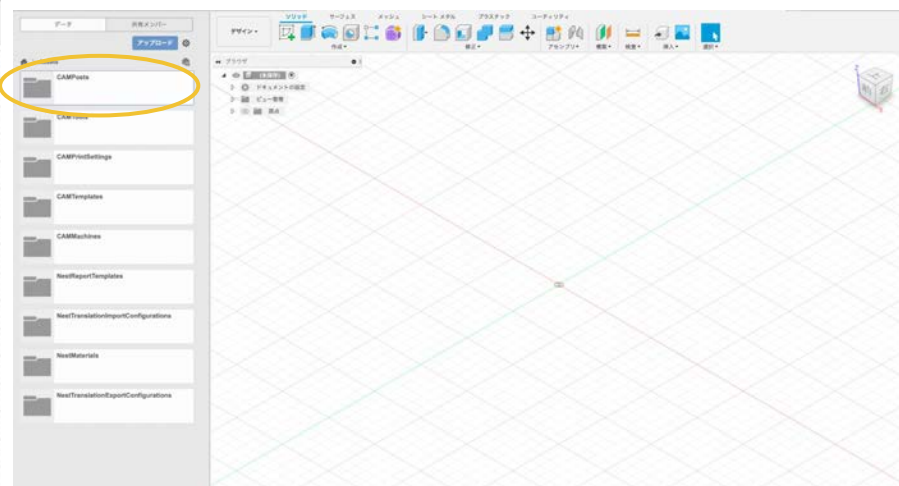 データ 共有メンバー
アップロード
CAMPosts
CAMTools
CAMPrintSettings
CAMTemplates
CAMMachines
NestReportTemplates
NestTranslationImportConfigurations
NestMaterials
NestTranslationExportConfigurations
デザイン
ソリッド サーフェス メッシュ シート メタル プラスチック ユーティリティ
作成 修正 アセンブリ 構築 検査 挿入 選択
ブラウザ
(未保存)
ドキュメントの設定
ビュー管理
原点
Z